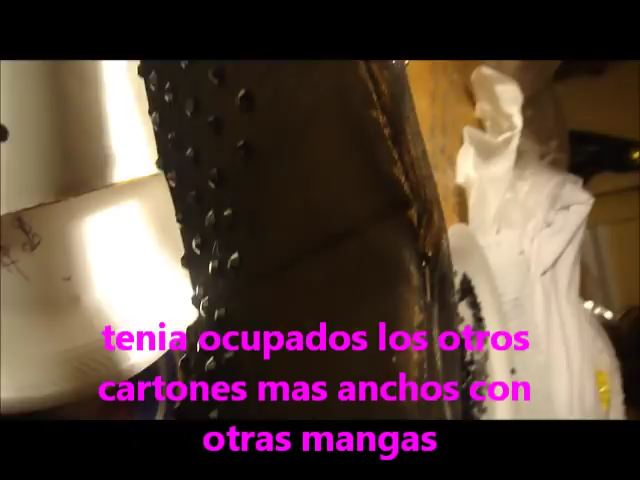 tenia ocupados los otros
cartones mas anchos con
otras mangas